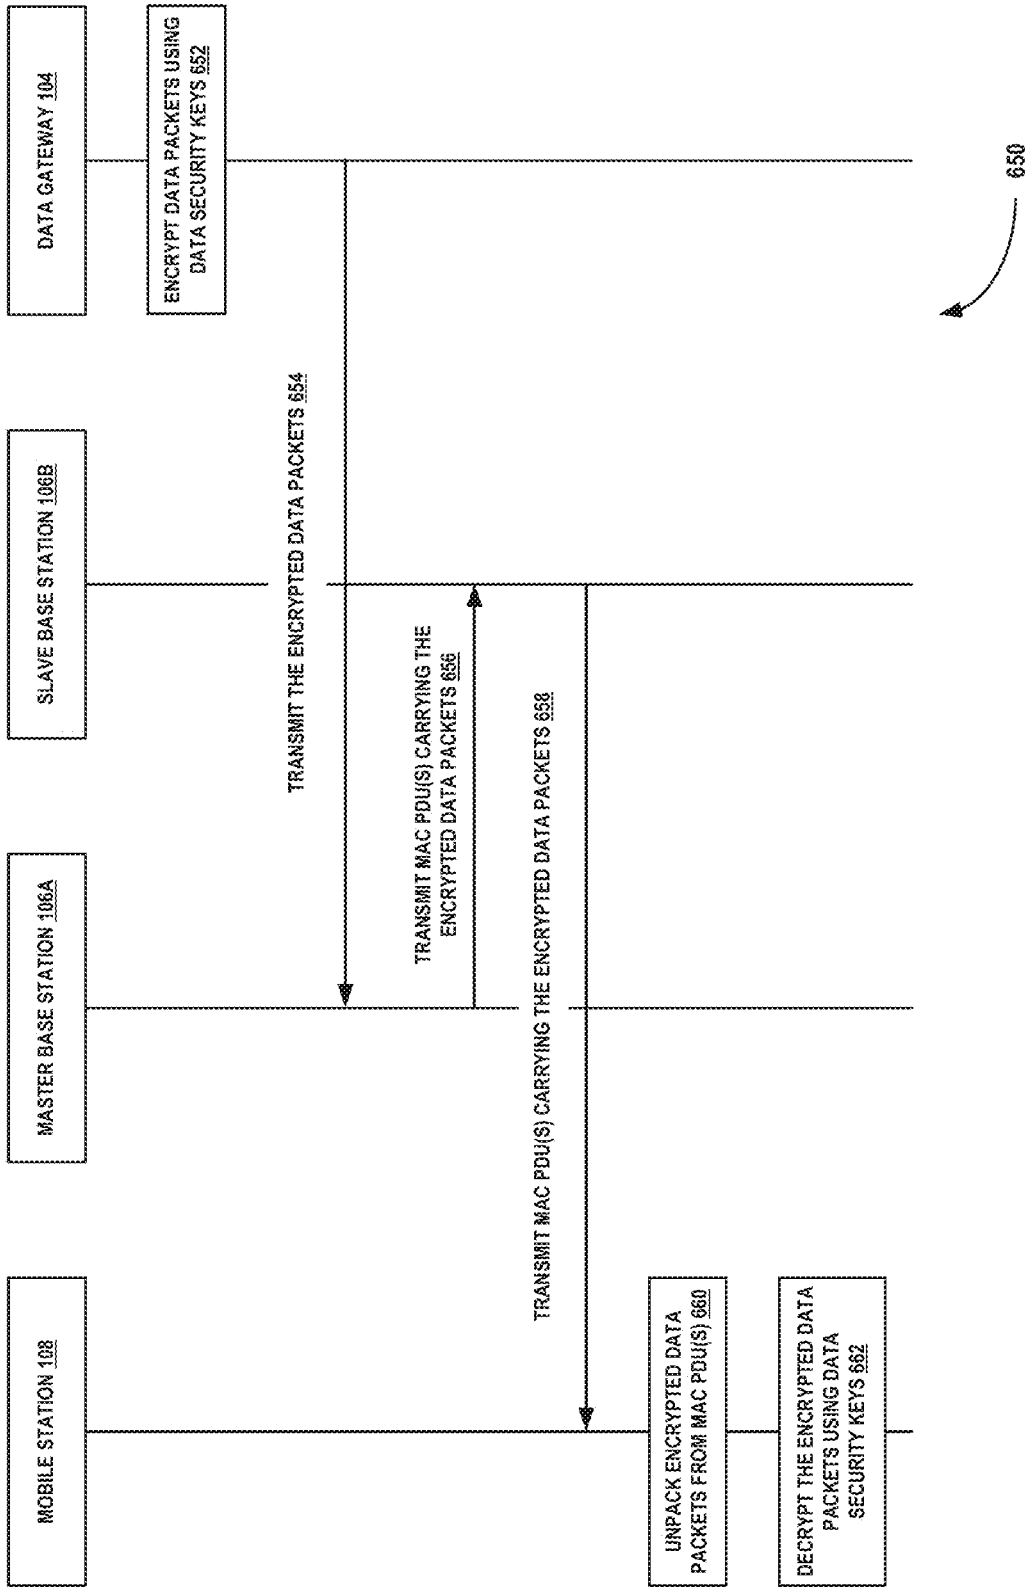 MOBILE STATION 108
MASTER BASE STATION 106A
SLAVE BASE STATION 106B
DATA GATEWAY 104
ENCRYPT DATA PACKETS USING
DATA SECURITY KEYS 652
TRANSMIT THE ENCRYPTED DATA PACKETS 654
TRANSMIT MAC PDU(S) CARRYING THE
ENCRYPTED DATA PACKETS 656
TRANSMIT MAC PDU(S) CARRYING THE ENCRYPTED DATA PACKETS 658
UNPACK ENCRYPTED DATA
PACKETS FROM MAC PDU(S) 660
DECRYPT THE ENCRYPTED DATA
PACKETS USING DATA
SECURITY KEYS 662
650